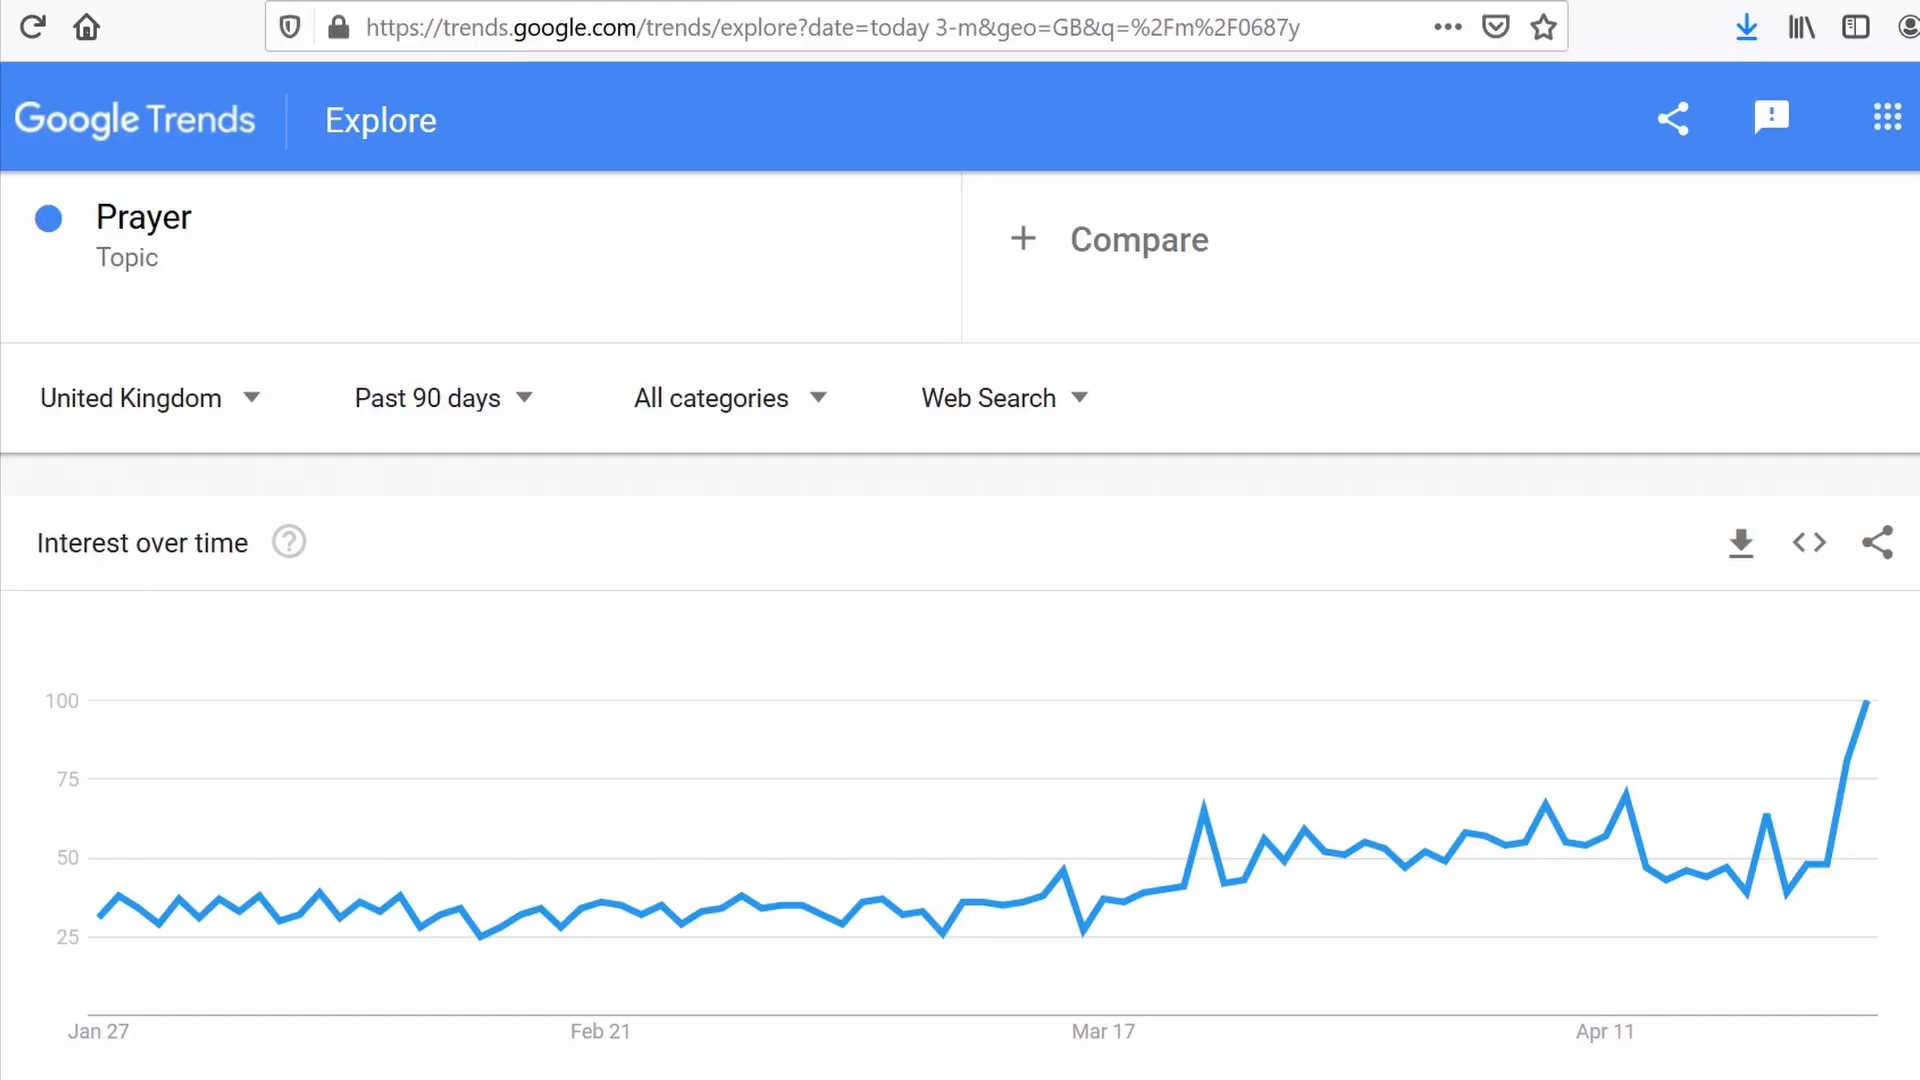 https://trends.google.com/trends/explore?date=today 3-m&geo=GB&q=%2Fm%2F0687y
Google Trends
Explore
Prayer
Topic
+ Compare
United Kingdom
Past 90 days
All categories
Web Search
Interest over time
100
75
50
25
Jan 27
Feb 21
Mar 17
Apr 11